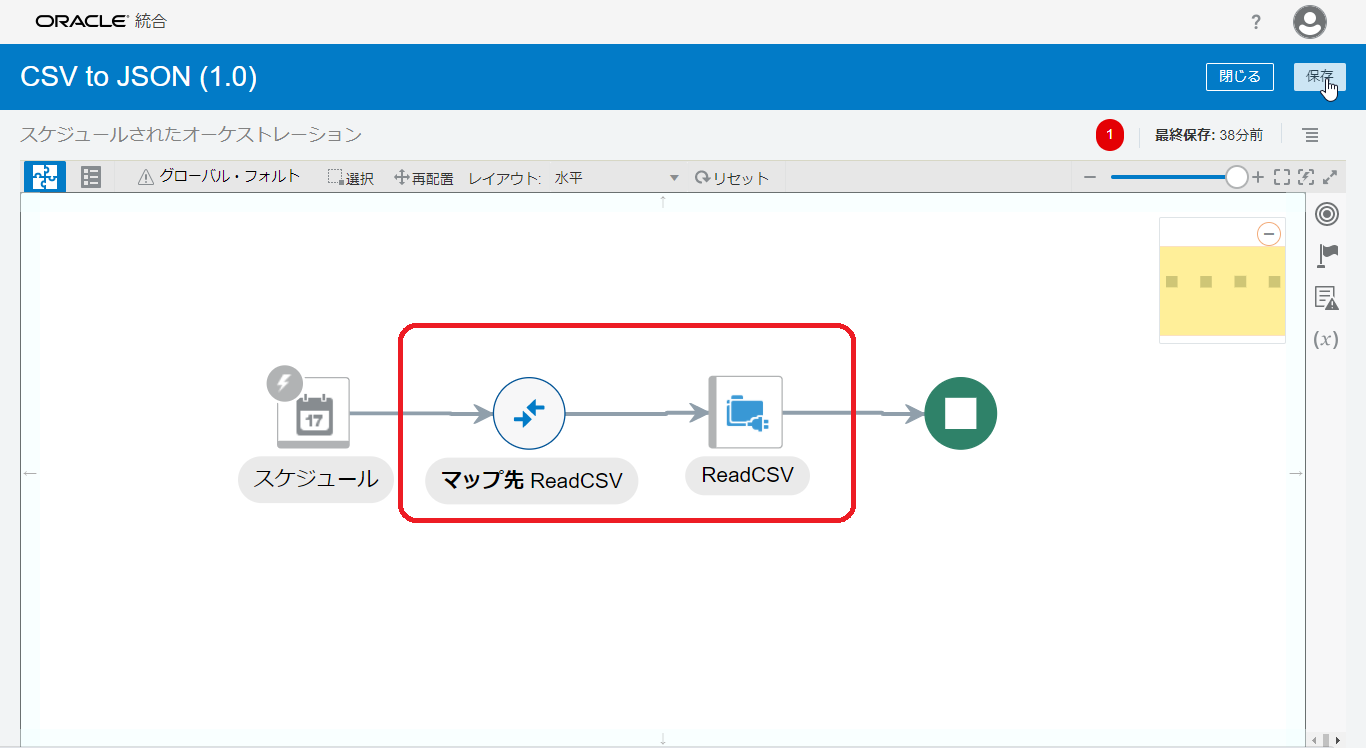 ORACLE 統合
?
CSV to JSON (1.0)
閉じる
保存
スケジュールされたオーケストレーション
1
最終保存: 38分前
グローバル・フォルト
選択
再配置
レイアウト:
水平
リセット
(x)
17
スケジュール
マップ先 ReadCSV
ReadCSV